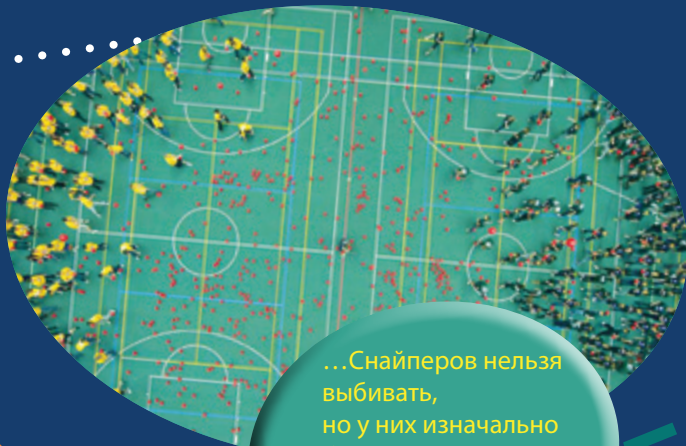 …Снайперов нельзя
выбивать,
но у них изначально